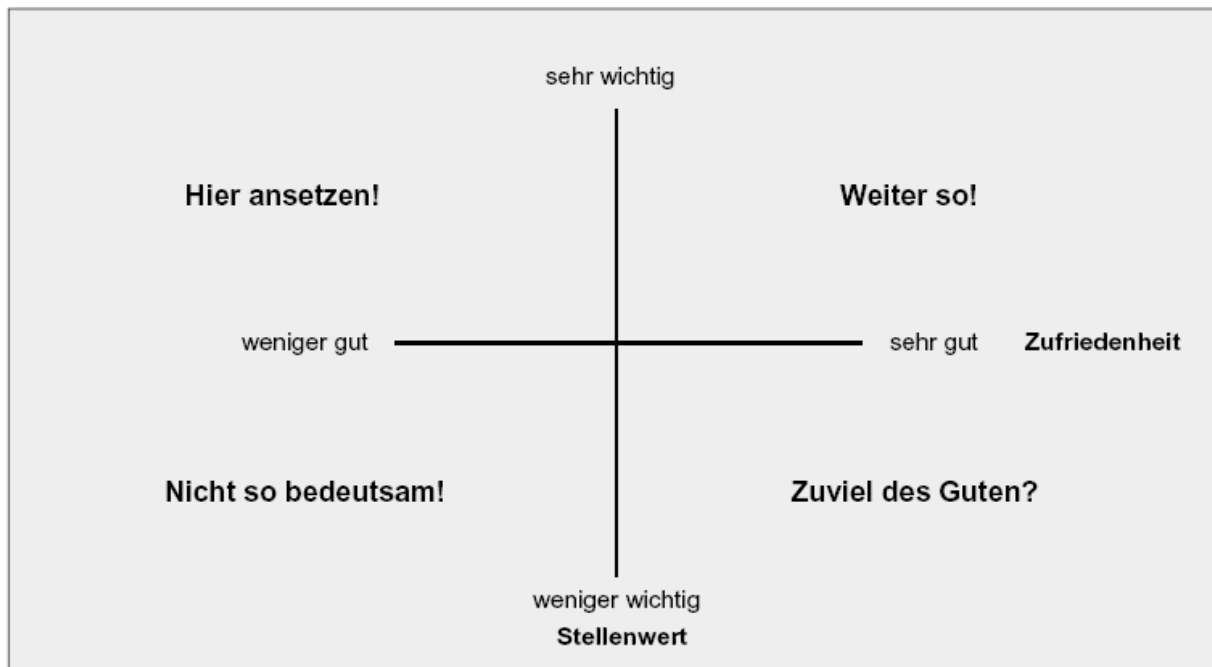 sehr wichtig
Hier ansetzen!
Weiter so!
weniger gut
sehr gut
Zufriedenheit
Nicht so bedeutsam!
Zuviel des Guten?
weniger wichtig
Stellenwert